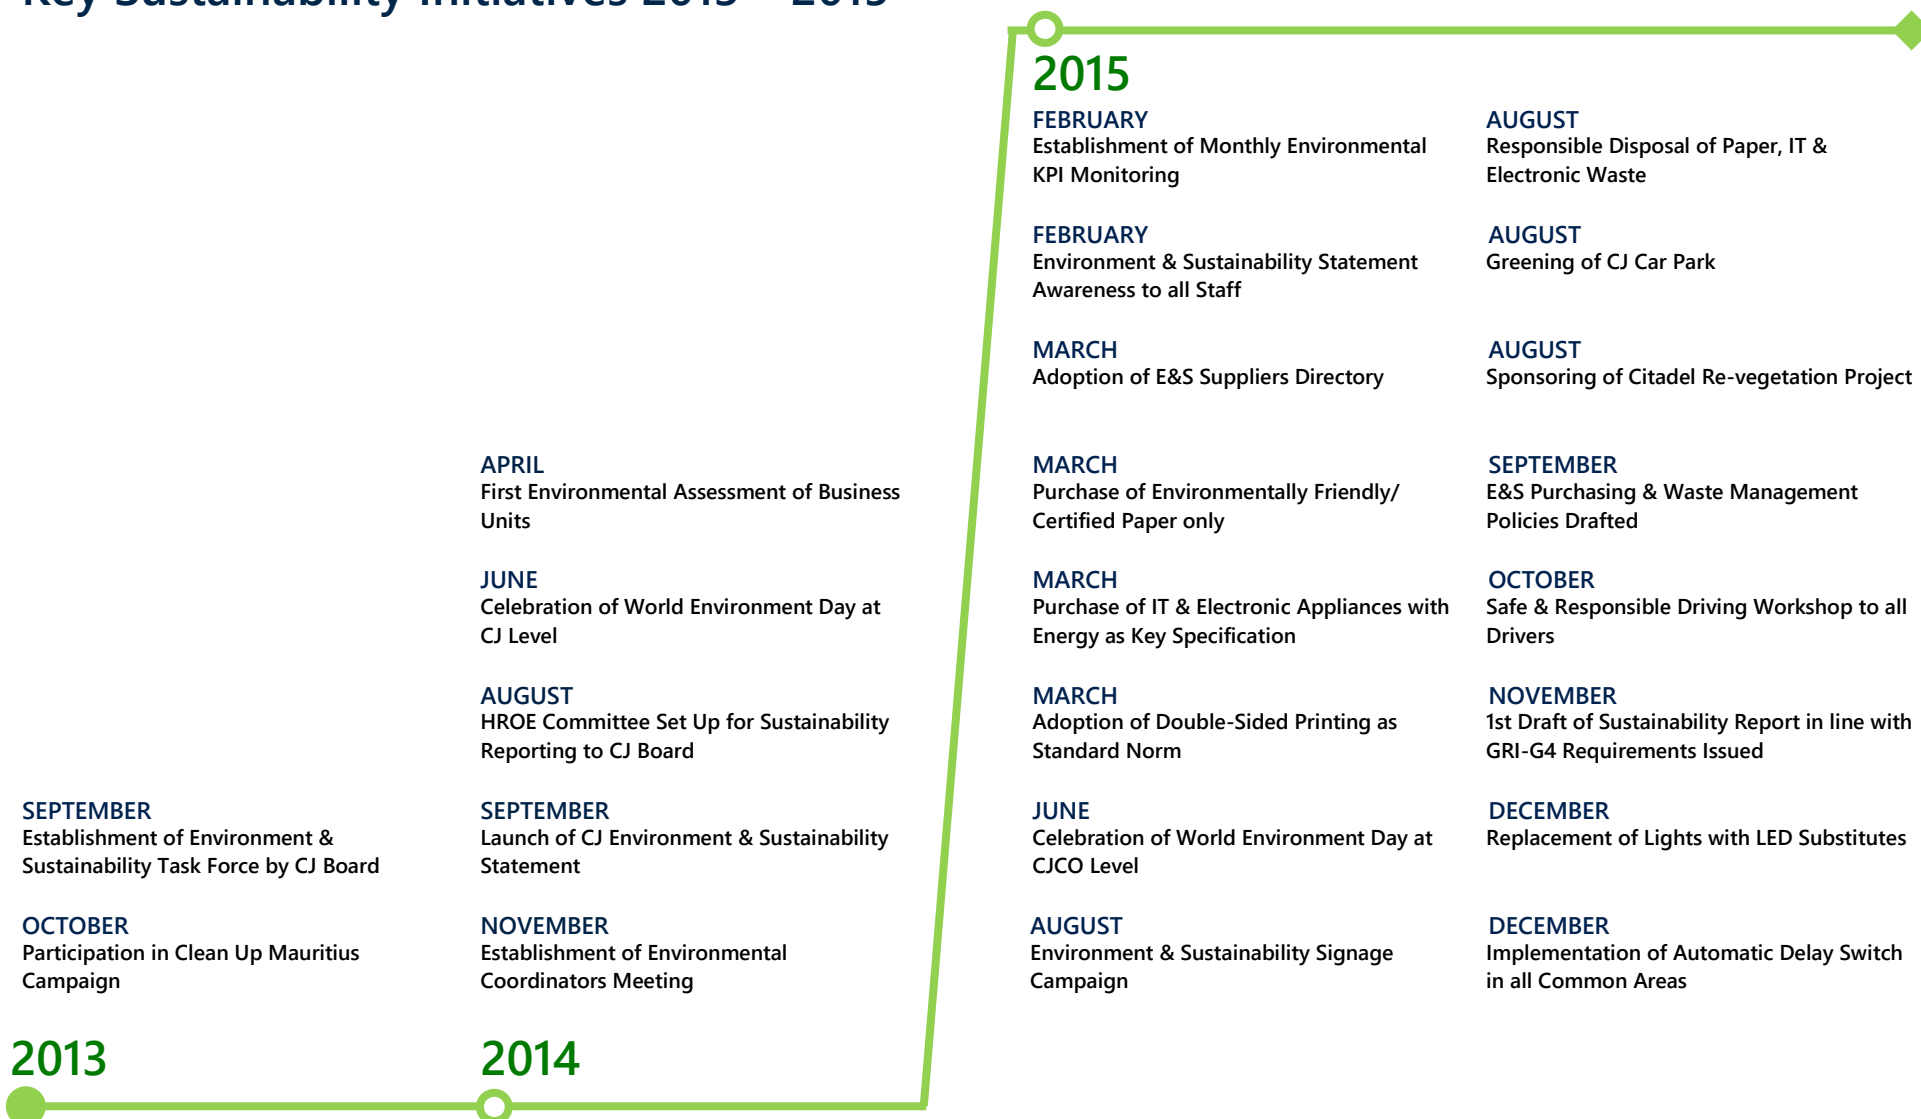 Key Sustainability Initiatives 2013 – 2015
SEPTEMBER
Establishment of Environment &
Sustainability Task Force by CJ Board
OCTOBER
Participation in Clean Up Mauritius
Campaign
2013
APRIL
First Environmental Assessment of Business
Units
JUNE
Celebration of World Environment Day at
CJ Level
AUGUST
HROE Committee Set Up for Sustainability
Reporting to CJ Board
SEPTEMBER
Launch of CJ Environment & Sustainability
Statement
NOVEMBER
Establishment of Environmental
Coordinators Meeting
2014
2015
FEBRUARY
Establishment of Monthly Environmental
KPI Monitoring
FEBRUARY
Environment & Sustainability Statement
Awareness to all Staff
MARCH
Adoption of E&S Suppliers Directory
MARCH
Purchase of Environmentally Friendly/
Certified Paper only
MARCH
Purchase of IT & Electronic Appliances with
Energy as Key Specification
MARCH
Adoption of Double-Sided Printing as
Standard Norm
JUNE
Celebration of World Environment Day at
CJCO Level
AUGUST
Environment & Sustainability Signage
Campaign
AUGUST
Responsible Disposal of Paper, IT &
Electronic Waste
AUGUST
Greening of CJ Car Park
AUGUST
Sponsoring of Citadel Re-vegetation Project
SEPTEMBER
E&S Purchasing & Waste Management
Policies Drafted
OCTOBER
Safe & Responsible Driving Workshop to all
Drivers
NOVEMBER
1st Draft of Sustainability Report in line with
GRI-G4 Requirements Issued
DECEMBER
Replacement of Lights with LED Substitutes
DECEMBER
Implementation of Automatic Delay Switch
in all Common Areas